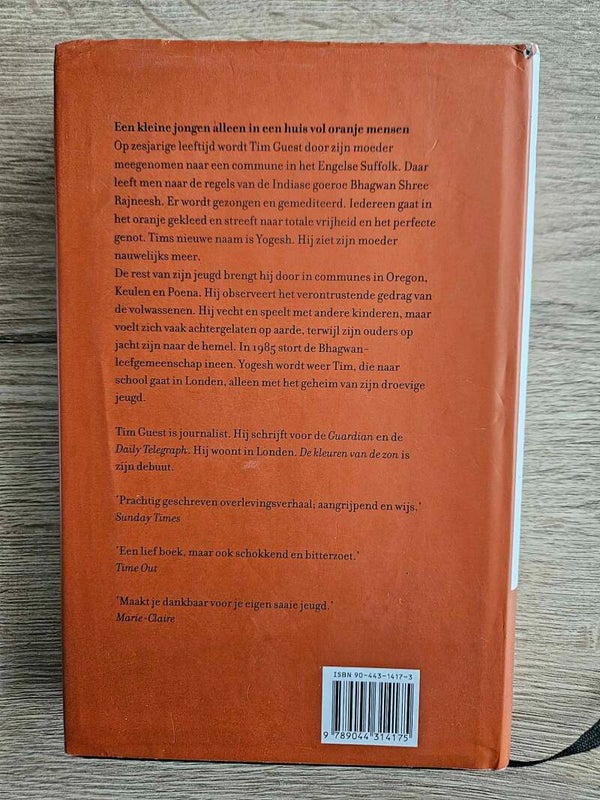 Een kleine jongen alleen in een huis vol oranje mensen
Op zesjarige leeftijd wordt Tim Guest door zijn moeder
meegenomen naar een commune in het Engelse Suffolk. Daar
leeft men naar de regels van de Indiase goeroe Bhagwan Shree
Rajneesh. Er wordt gezongen en gemediteerd. Iedereen gaat in
het oranje gekleed en streeft naar totale vrijheid en het perfecte
genot. Tims nieuwe naam is Yogesh. Hij ziet zijn moeder
nauwelijks meer.
De rest van zijn jeugd brengt hij door in communes in Oregon,
Keulen en Poena. Hij observeert het verontrustende gedrag van
de volwassenen. Hij vecht en speelt met andere kinderen, maar
voelt zich vaak achtergelaten op aarde, terwijl zijn ouders op
jacht zijn naar de hemel. In 1985 stort de Bhagwan-
leefgemeenschap ineen. Yogesh wordt weer Tim, die naar
school gaat in Londen, alleen met het geheim van zijn droevige
jeugd.
Tim Guest is journalist. Hij schrijft voor de Guardian en de
Daily Telegraph. Hij woont in Londen. De kleuren van de zon is
zijn debuut.
'Prachtig geschreven overlevingsverhaal; aangrijpend en wijs.'
Sunday Times
'Een lief boek, maar ook schokkend en bitterzoet.'
Time Out
'Maakt je dankbaar voor je eigen saaie jeugd.'
Marie-Claire
ISBN 90-443-1417-3
9 789044 314175